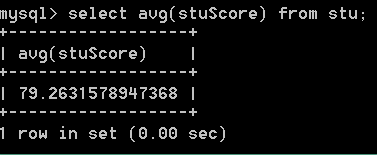 mysql> select avg(stuScore) from stu;
+------------------+
| avg(stuScore)    |
+------------------+
| 79.2631578947368 |
+------------------+
1 row in set (0.00 sec)